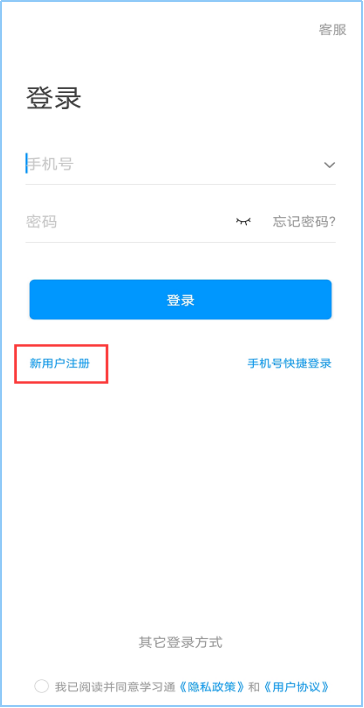 客服
登录
手机号
密码 忘记密码?
登录
新用户注册 手机号快捷登录
其它登录方式
我已阅读并同意学习通《隐私政策》和《用户协议》